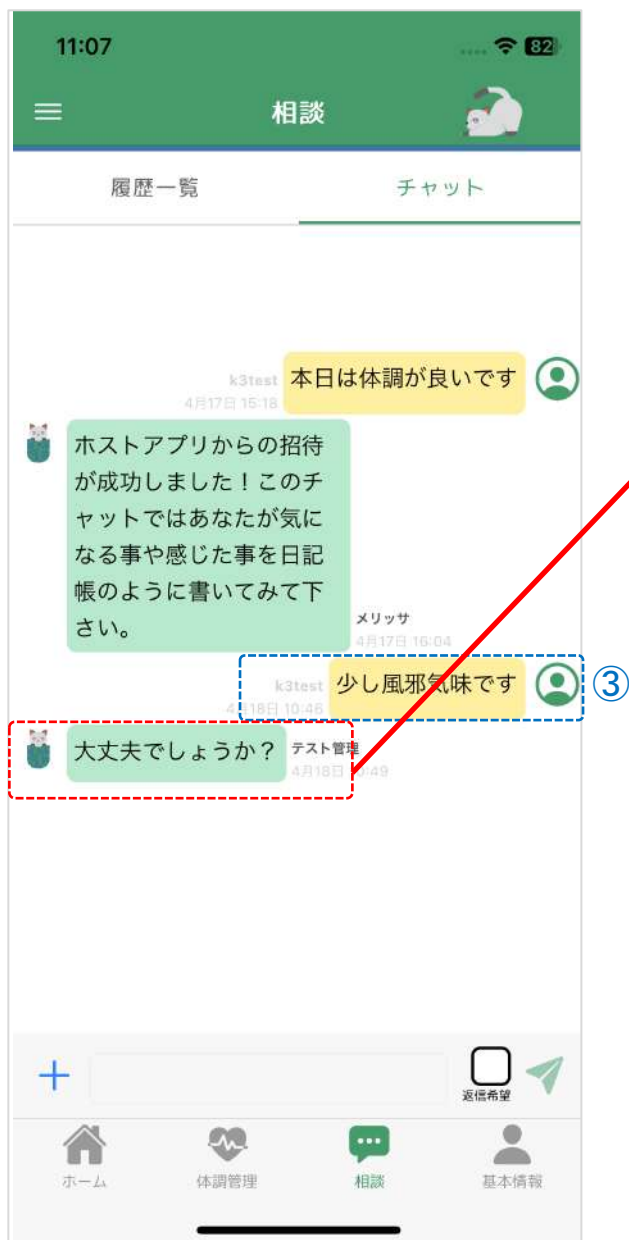 11:07
82
相談
履歴一覧
チャット
本日は体調が良いです
k3test
4月17日 15:18
ホストアプリからの招待
が成功しました！このチ
ャットではあなたが気に
なる事や感じた事を日記
帳のように書いてみて下
さい。
メリッサ
4月17日 16:04
少し風邪気味です
k3test
4月18日 10:46
③
大丈夫でしょうか？
テスト管理
4月18日 10:49
返信希望
ホーム
体調管理
相談
基本情報